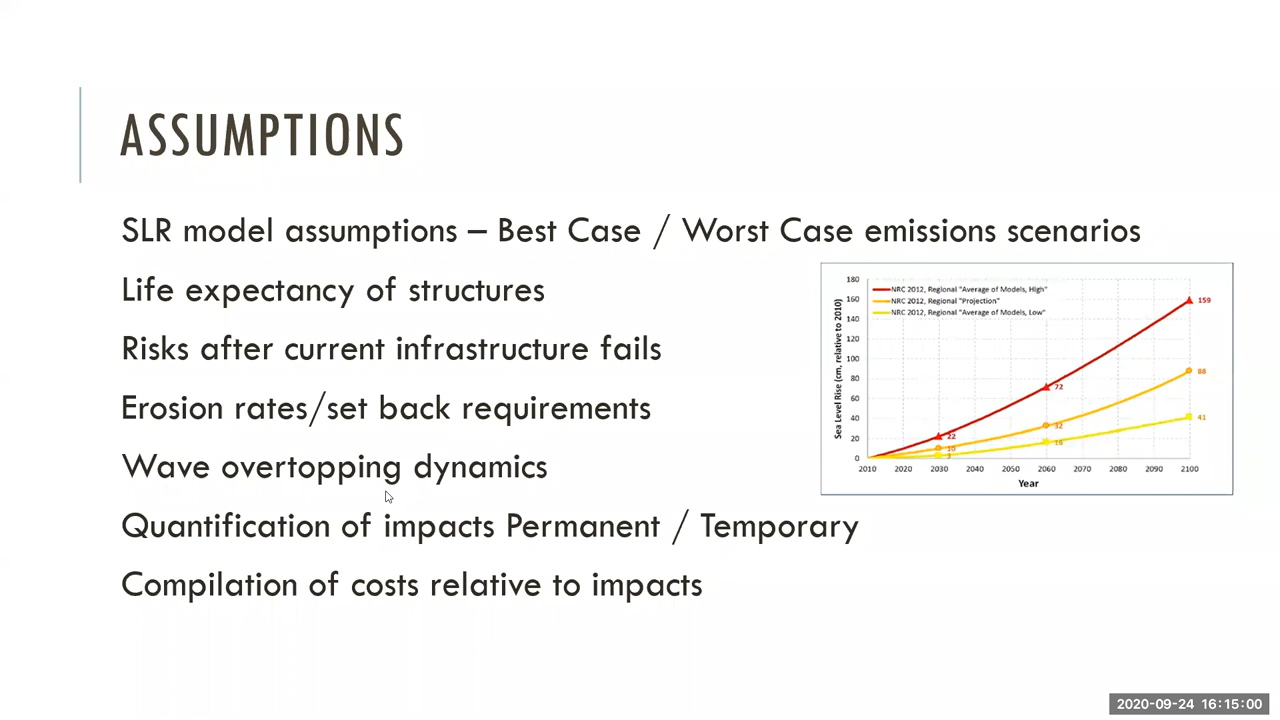 ASSUMPTIONS
SLR model assumptions – Best Case / Worst Case emissions scenarios
Life expectancy of structures
Risks after current infrastructure fails
Erosion rates/set back requirements
Wave overtopping dynamics
Quantification of impacts Permanent / Temporary
Compilation of costs relative to impacts
NRC 2012, Regional "Average of Models, High"
NRC 2012, Regional "Projection"
NRC 2012, Regional "Average of Models, Low"
Sea Level Rise (cm, relative to 2010)
180
160
140
120
100
80
60
40
20
0
159
88
41
72
32
16
22
10
3
2010 2020 2030 2040 2050 2060 2070 2080 2090 2100
Year
2020-09-24 16:15:00